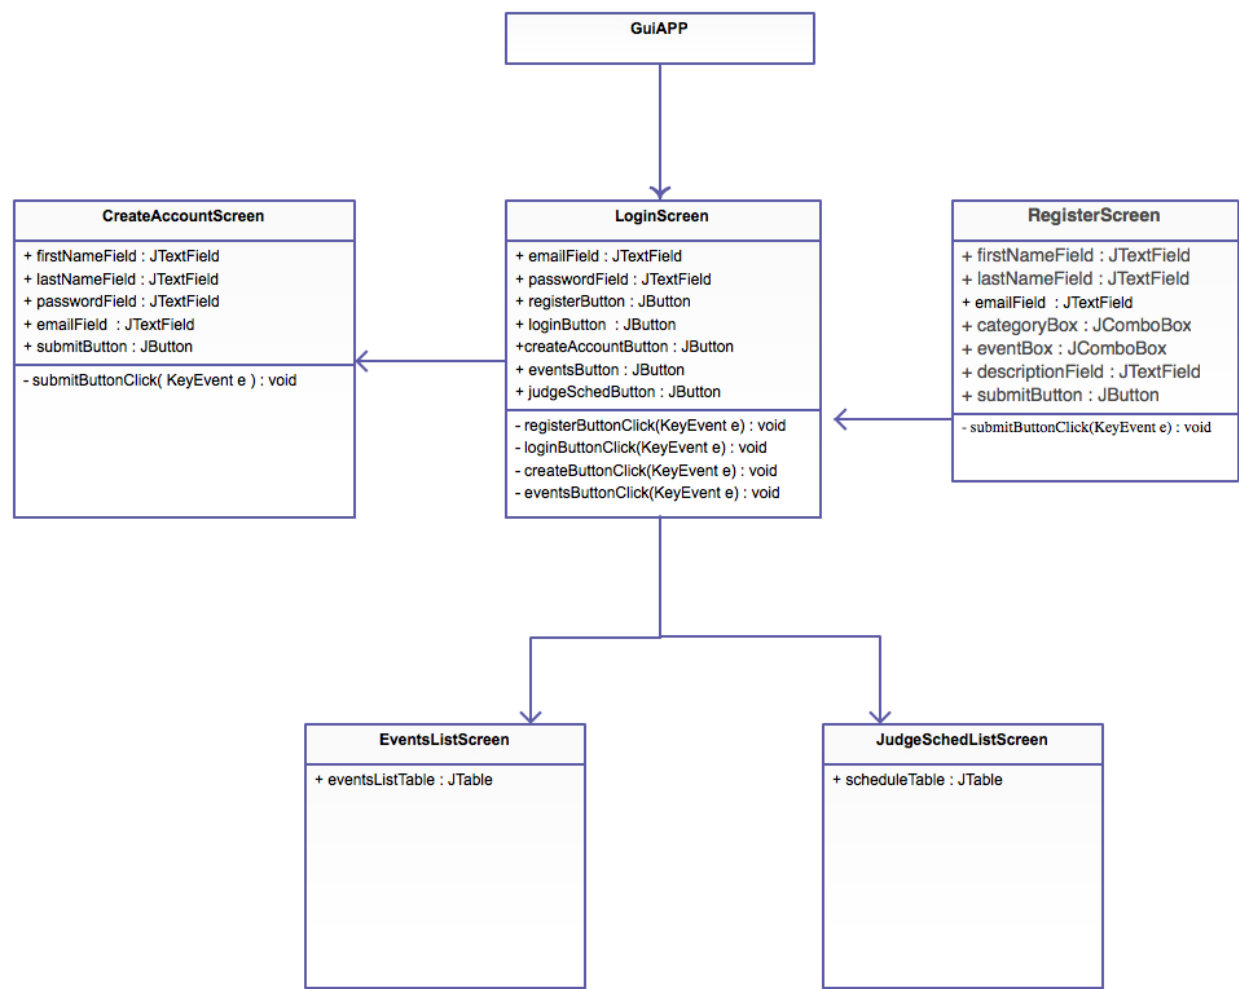 GuiAPP
CreateAccountScreen
+ firstNameField : JTextField
+ lastNameField : JTextField
+ passwordField : JTextField
+ emailField  : JTextField
+ submitButton : JButton
- submitButtonClick( KeyEvent e ) : void
LoginScreen
+ emailField : JTextField
+ passwordField : JTextField
+ registerButton : JButton
+ loginButton  : JButton
+createAccountButton : JButton
+ eventsButton : JButton
+ judgeSchedButton : JButton
- registerButtonClick(KeyEvent e) : void
- loginButtonClick(KeyEvent e) : void
- createButtonClick(KeyEvent e) : void
- eventsButtonClick(KeyEvent e) : void
RegisterScreen
+ firstNameField : JTextField
+ lastNameField : JTextField
+ emailField  : JTextField
+ categoryBox : JComboBox
+ eventBox : JComboBox
+ descriptionField : JTextField
+ submitButton : JButton
- submitButtonClick(KeyEvent e) : void
EventsListScreen
+ eventsListTable : JTable
JudgeSchedListScreen
+ scheduleTable : JTable